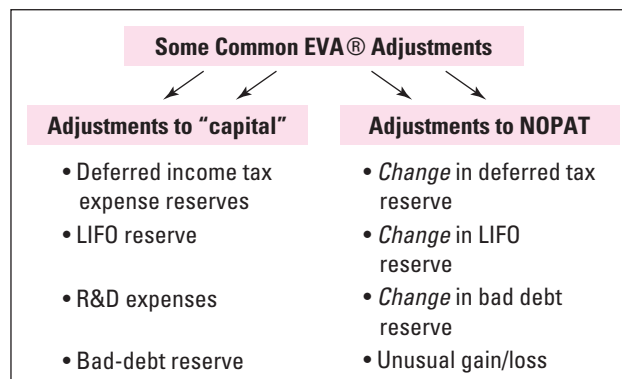 Some Common EVA® Adjustments
Adjustments to “capital”
• Deferred income tax
expense reserves
• LIFO reserve
• R&D expenses
• Bad-debt reserve
Adjustments to NOPAT
• Change in deferred tax
reserve
• Change in LIFO
reserve
• Change in bad debt
reserve
• Unusual gain/loss